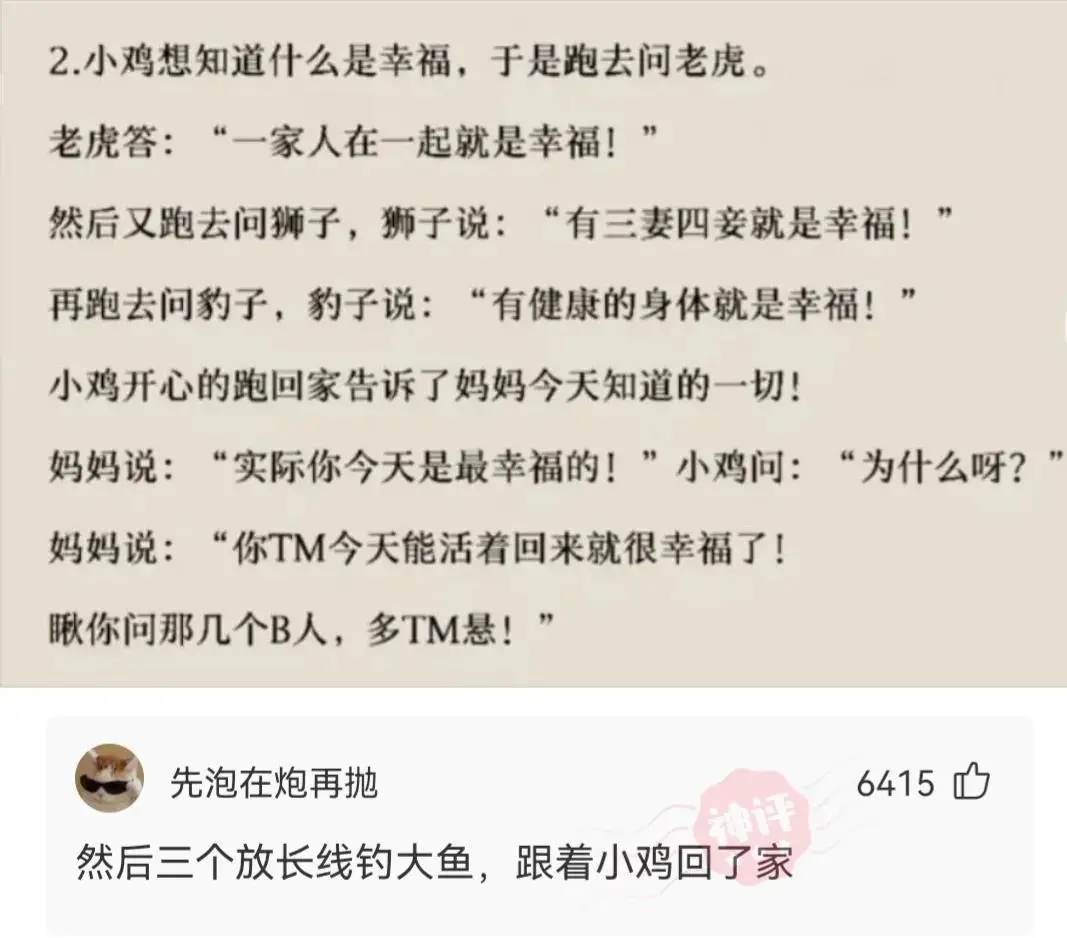 2.小鸡想知道什么是幸福，于是跑去问老虎。
老虎答：“一家人在一起就是幸福！”
然后又跑去问狮子，狮子说：“有三妻四妾就是幸福！”
再跑去问豹子，豹子说：“有健康的身体就是幸福！”
小鸡开心的跑回家告诉了妈妈今天知道的一切！
妈妈说：“实际你今天是最幸福的！”小鸡问：“为什么呀？”
妈妈说：“你TM今天能活着回来就很幸福了！
瞅你问那几个B人，多TM悬！”
先泡在炮再抛
6415
神评
然后三个放长线钓大鱼，跟着小鸡回了家